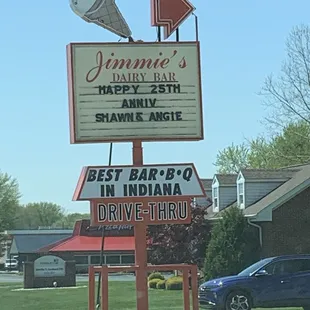 Jimmie's
DAIRY BAR
HAPPY 25TH
ANNIV
SHAWN & ANGIE
BEST BAR•B•Q
IN INDIANA
DRIVE-THRU